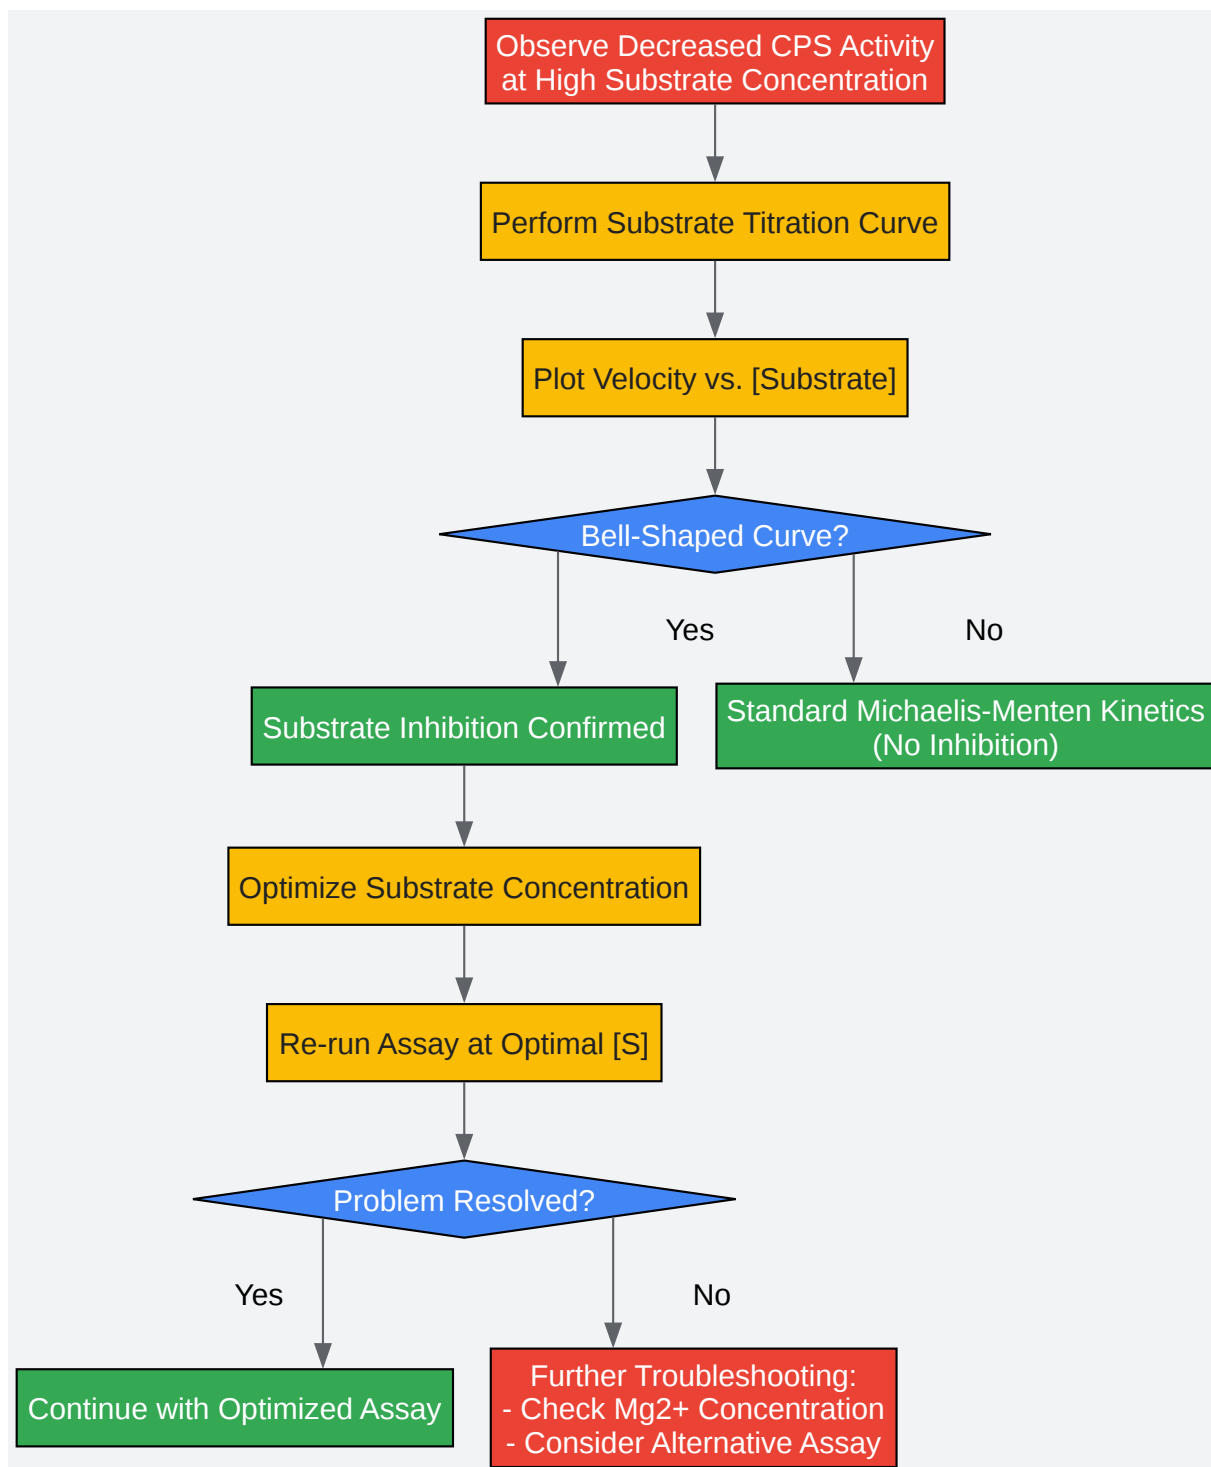 Observe Decreased CPS Activity
at High Substrate Concentration
Perform Substrate Titration Curve
Plot Velocity vs. [Substrate]
Bell-Shaped Curve?
Yes
No
Substrate Inhibition Confirmed
Standard Michaelis-Menten Kinetics
(No Inhibition)
Optimize Substrate Concentration
Re-run Assay at Optimal [S]
Problem Resolved?
Yes
No
Continue with Optimized Assay
Further Troubleshooting:
- Check Mg2+ Concentration
- Consider Alternative Assay